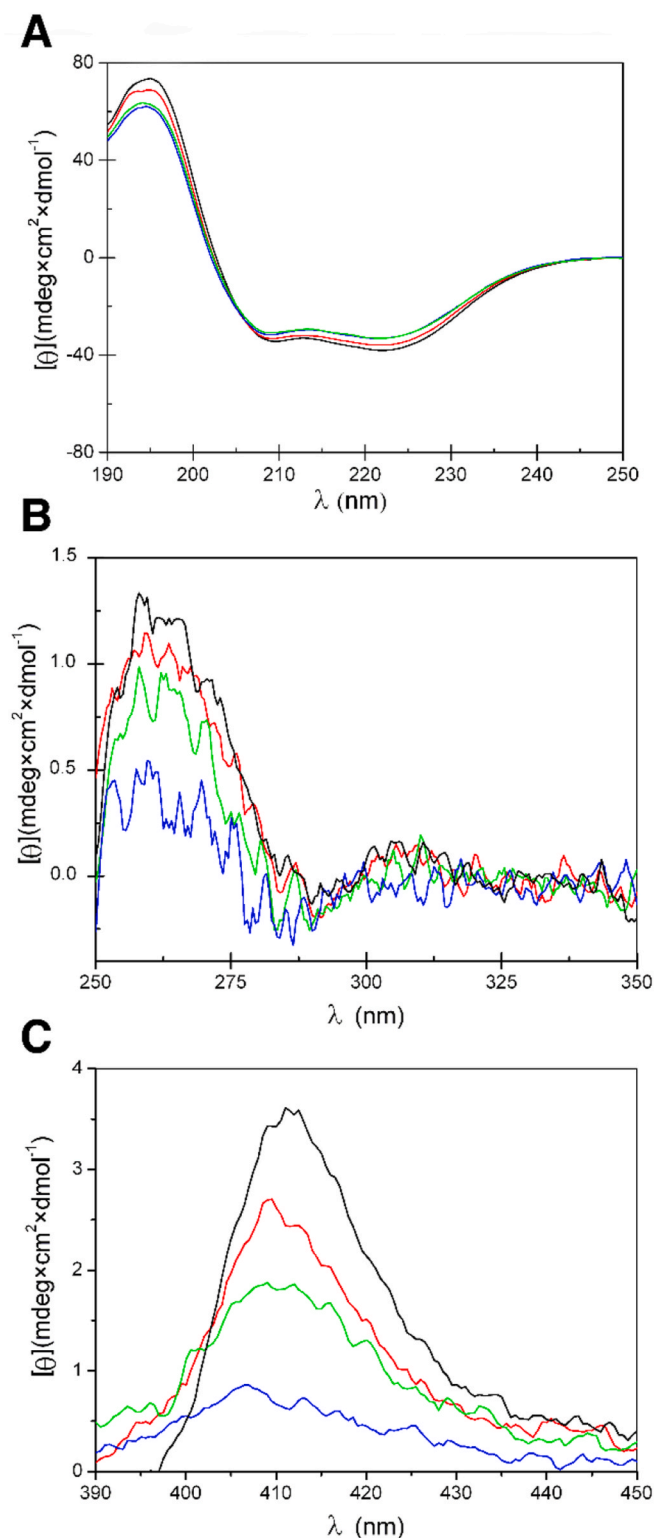 A
[θ](mdeg×cm²×dmol⁻¹)
80
40
0
-40
-80
190 200 210 220 230 240 250
λ (nm)
B
[θ](mdeg×cm²×dmol⁻¹)
1.5
1.0
0.5
0.0
250 275 300 325 350
λ (nm)
C
[θ](mdeg×cm²×dmol⁻¹)
4
3
2
1
0
390 400 410 420 430 440 450
λ (nm)